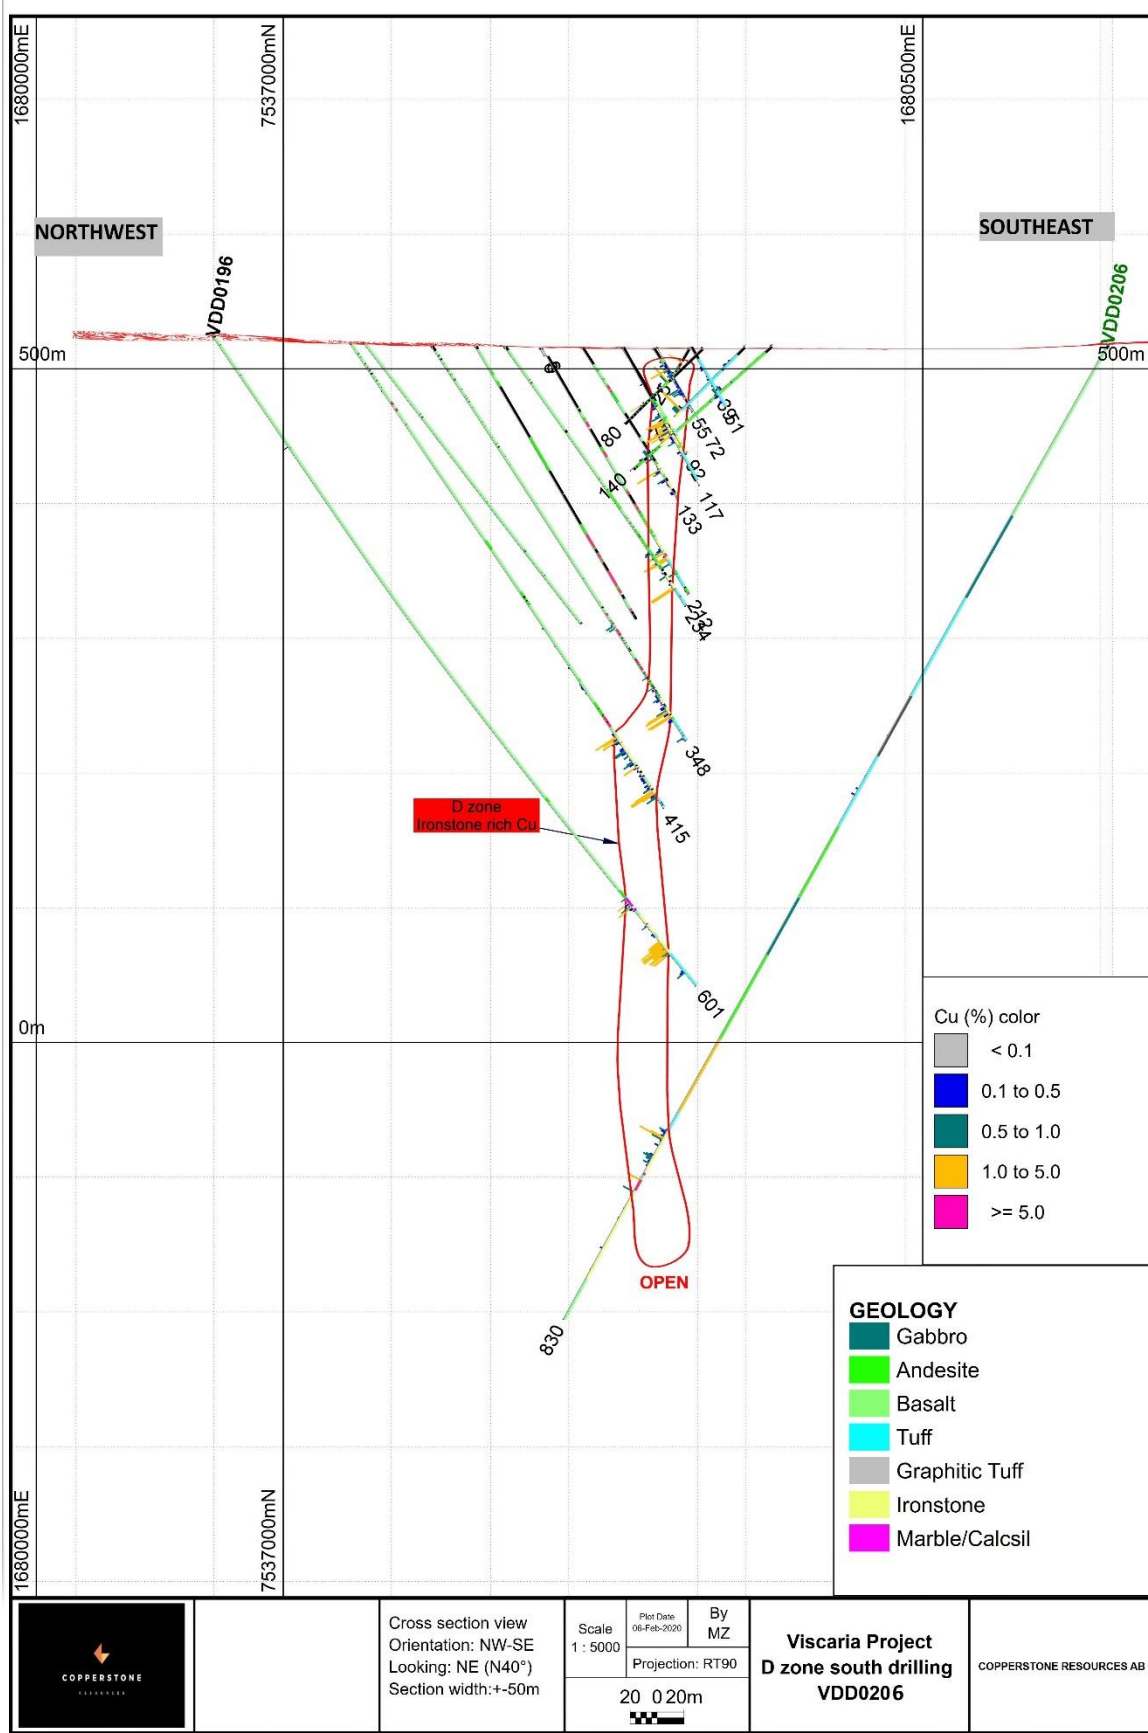 1680000mE
7537000mN
1680500mE
NORTHWEST
SOUTHEAST
VDD0196
VDD0206
500m
500m
80
140
55
72
92
117
133
212
234
348
415
D zone
Ironstone rich Cu
601
0m
OPEN
830
Cu (%) color
< 0.1
0.1 to 0.5
0.5 to 1.0
1.0 to 5.0
>= 5.0
GEOLOGY
Gabbro
Andesite
Basalt
Tuff
Graphitic Tuff
Ironstone
Marble/Calcsil
1680000mE
7537000mN
COPPERSTONE
RESOURCES
Cross section view
Orientation: NW-SE
Looking: NE (N40°)
Section width:+-50m
Scale
1 : 5000
Plot Date
06-Feb-2020
By
MZ
Projection: RT90
20 0 20m
Viscaria Project
D zone south drilling
VDD0206
COPPERSTONE RESOURCES AB